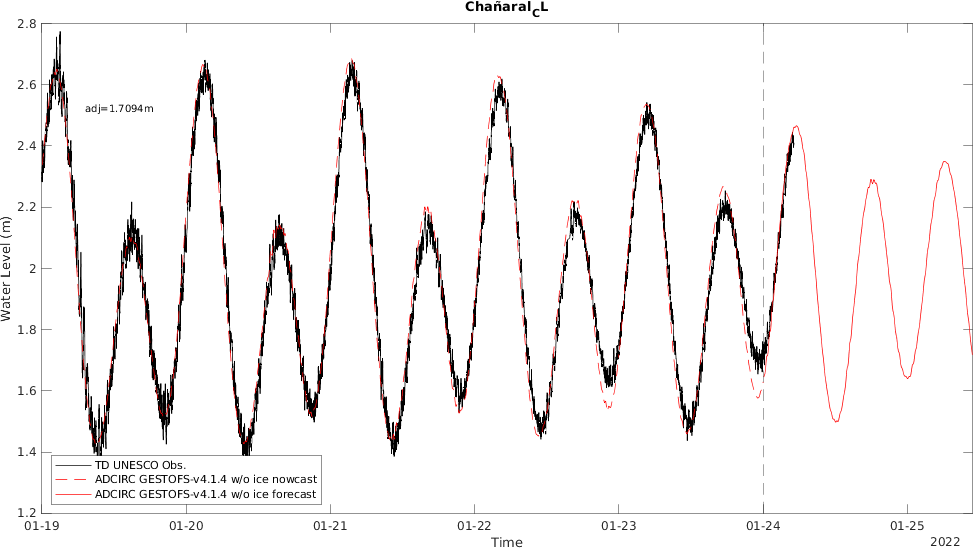 Chañaral_CL
2.8
2.6
2.4
2.2
2
1.8
1.6
1.4
1.2
Water Level (m)
adj=1.7094m
TD UNESCO Obs.
ADCIRC GESTOFS-v4.1.4 w/o ice nowcast
ADCIRC GESTOFS-v4.1.4 w/o ice forecast
01-19 01-20 01-21 01-22 01-23 01-24 01-25
Time
2022